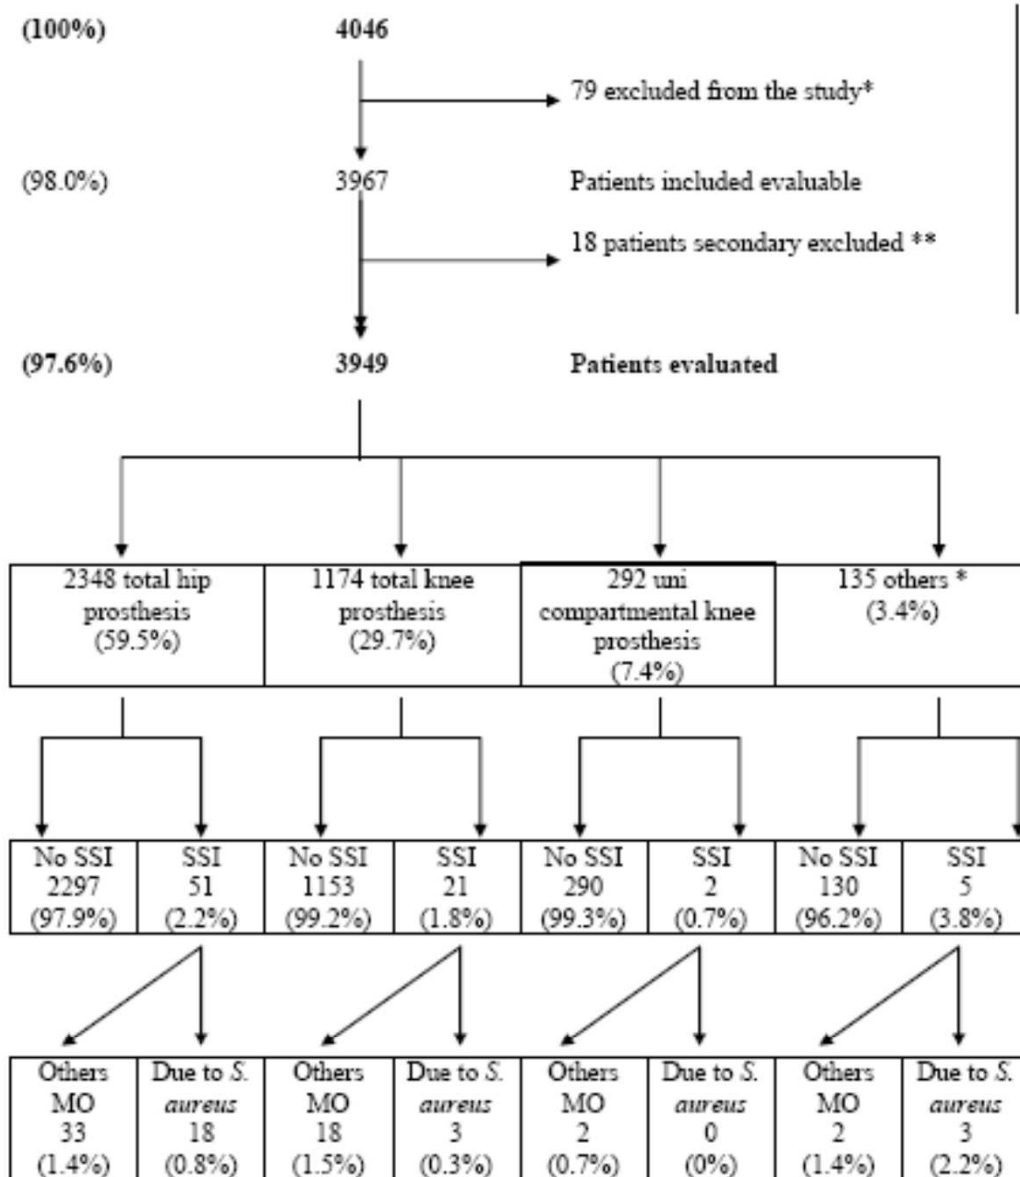 (100%) 4046
79 excluded from the study*
(98.0%) 3967 Patients included evaluable
18 patients secondary excluded **
(97.6%) 3949 Patients evaluated
2348 total hip
prosthesis
(59.5%)
1174 total knee
prosthesis
(29.7%)
292 uni
compartmental knee
prosthesis
(7.4%)
135 others *
(3.4%)
No SSI
2297
(97.9%)
SSI
51
(2.2%)
No SSI
1153
(99.2%)
SSI
21
(1.8%)
No SSI
290
(99.3%)
SSI
2
(0.7%)
No SSI
130
(96.2%)
SSI
5
(3.8%)
Others
MO
33
(1.4%)
Due to S.
aureus
18
(0.8%)
Others
MO
18
(1.5%)
Due to S.
aureus
3
(0.3%)
Others
MO
2
(0.7%)
Due to S.
aureus
0
(0%)
Others
MO
2
(1.4%)
Due to S.
aureus
3
(2.2%)